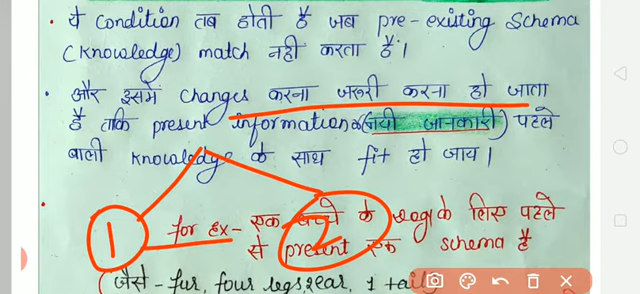 • ये condition तब होती है जब pre-existing Schema
(Knowledge) match नही करता है।
• और इसमें changes करना जरुरी करना हो जाता
है ताकि present information (नयी जानकारी) पहले
वाली knowledge के साथ fit हो जाय।
1 for Ex- एक बच्चे के 2 के लिए पहले
से present एक schema है
(जैसे - fur, four legs, ear, 1 tail